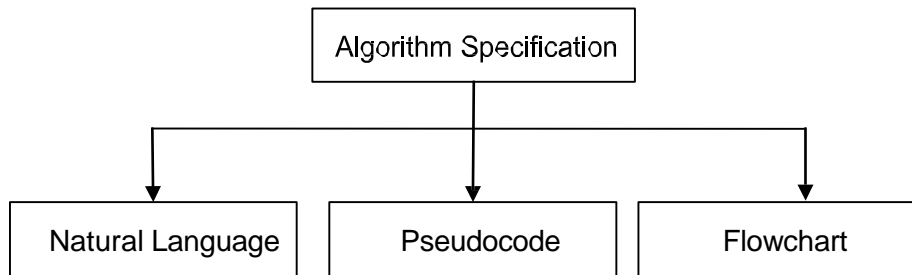 Algorithm Specification
Natural Language
Pseudocode
Flowchart